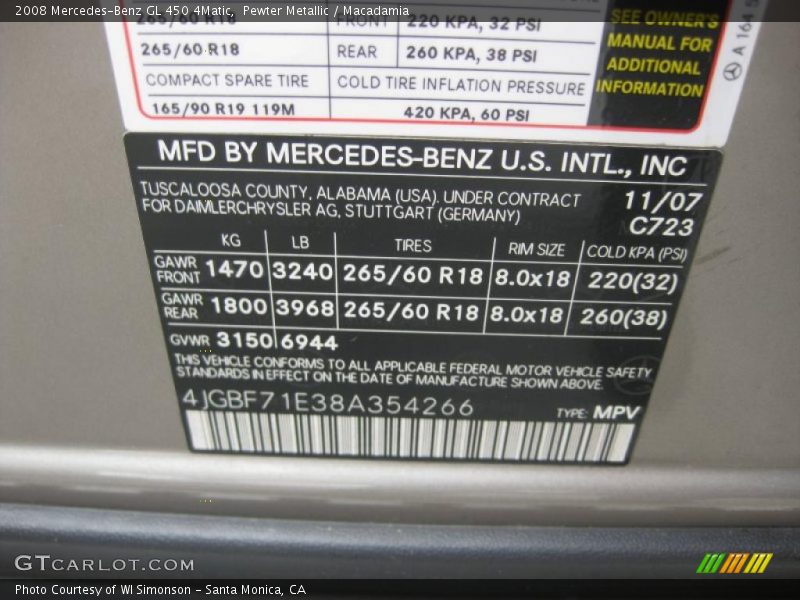 2008 Mercedes-Benz GL 450 4Matic, Pewter Metallic / Macadamia
265/60 R18 FRONT 220 KPA, 32 PSI
265/60 R18 REAR 260 KPA, 38 PSI
COMPACT SPARE TIRE COLD TIRE INFLATION PRESSURE
165/90 R19 119M 420 KPA, 60 PSI
SEE OWNER'S
MANUAL FOR
ADDITIONAL
INFORMATION
A 164 5
MFD BY MERCEDES-BENZ U.S. INTL., INC
TUSCALOOSA COUNTY, ALABAMA (USA). UNDER CONTRACT
FOR DAIMLERCHRYSLER AG, STUTTGART (GERMANY)
11/07
C723
KG LB TIRES RIM SIZE COLD KPA (PSI)
GAWR FRONT 1470 3240 265/60 R18 8.0x18 220(32)
GAWR REAR 1800 3968 265/60 R18 8.0x18 260(38)
GVWR 3150 6944
THIS VEHICLE CONFORMS TO ALL APPLICABLE FEDERAL MOTOR VEHICLE SAFETY
STANDARDS IN EFFECT ON THE DATE OF MANUFACTURE SHOWN ABOVE.
4JGBF71E38A354266 TYPE: MPV
GTCARLOT.COM
Photo Courtesy of WI Simonson - Santa Monica, CA